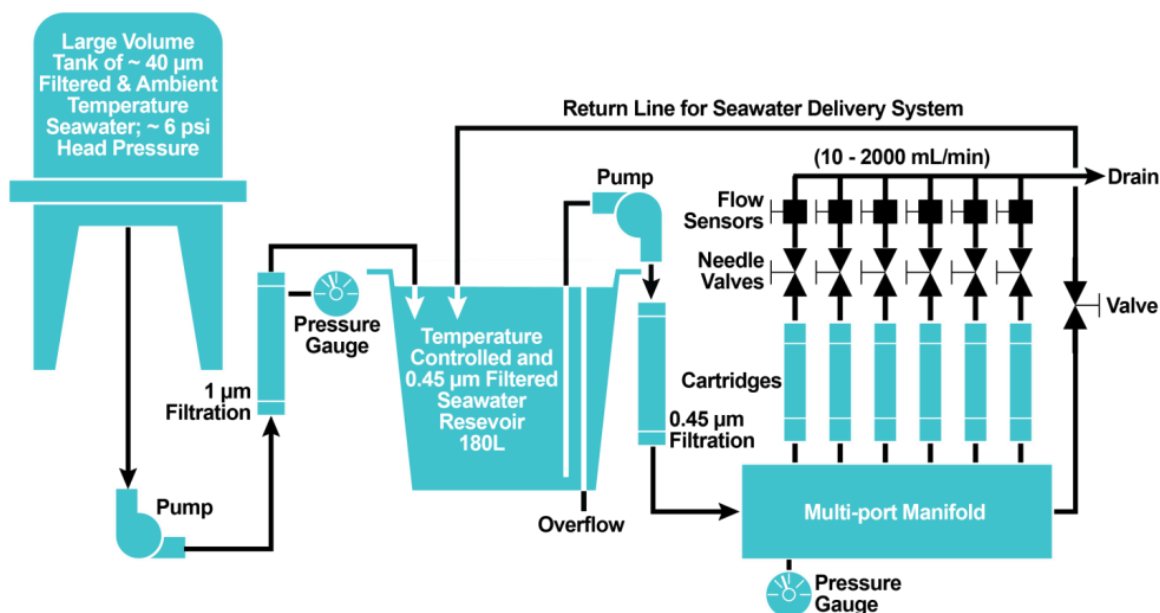 Large Volume
Tank of ~ 40 µm
Filtered & Ambient
Temperature
Seawater; ~ 6 psi
Head Pressure
Pump
1 µm
Filtration
Pressure
Gauge
Return Line for Seawater Delivery System
Temperature
Controlled and
0.45 µm Filtered
Seawater
Resevoir
180L
Overflow
Pump
0.45 µm
Filtration
(10 - 2000 mL/min)
Drain
Flow
Sensors
Needle
Valves
Valve
Cartridges
Multi-port Manifold
Pressure
Gauge